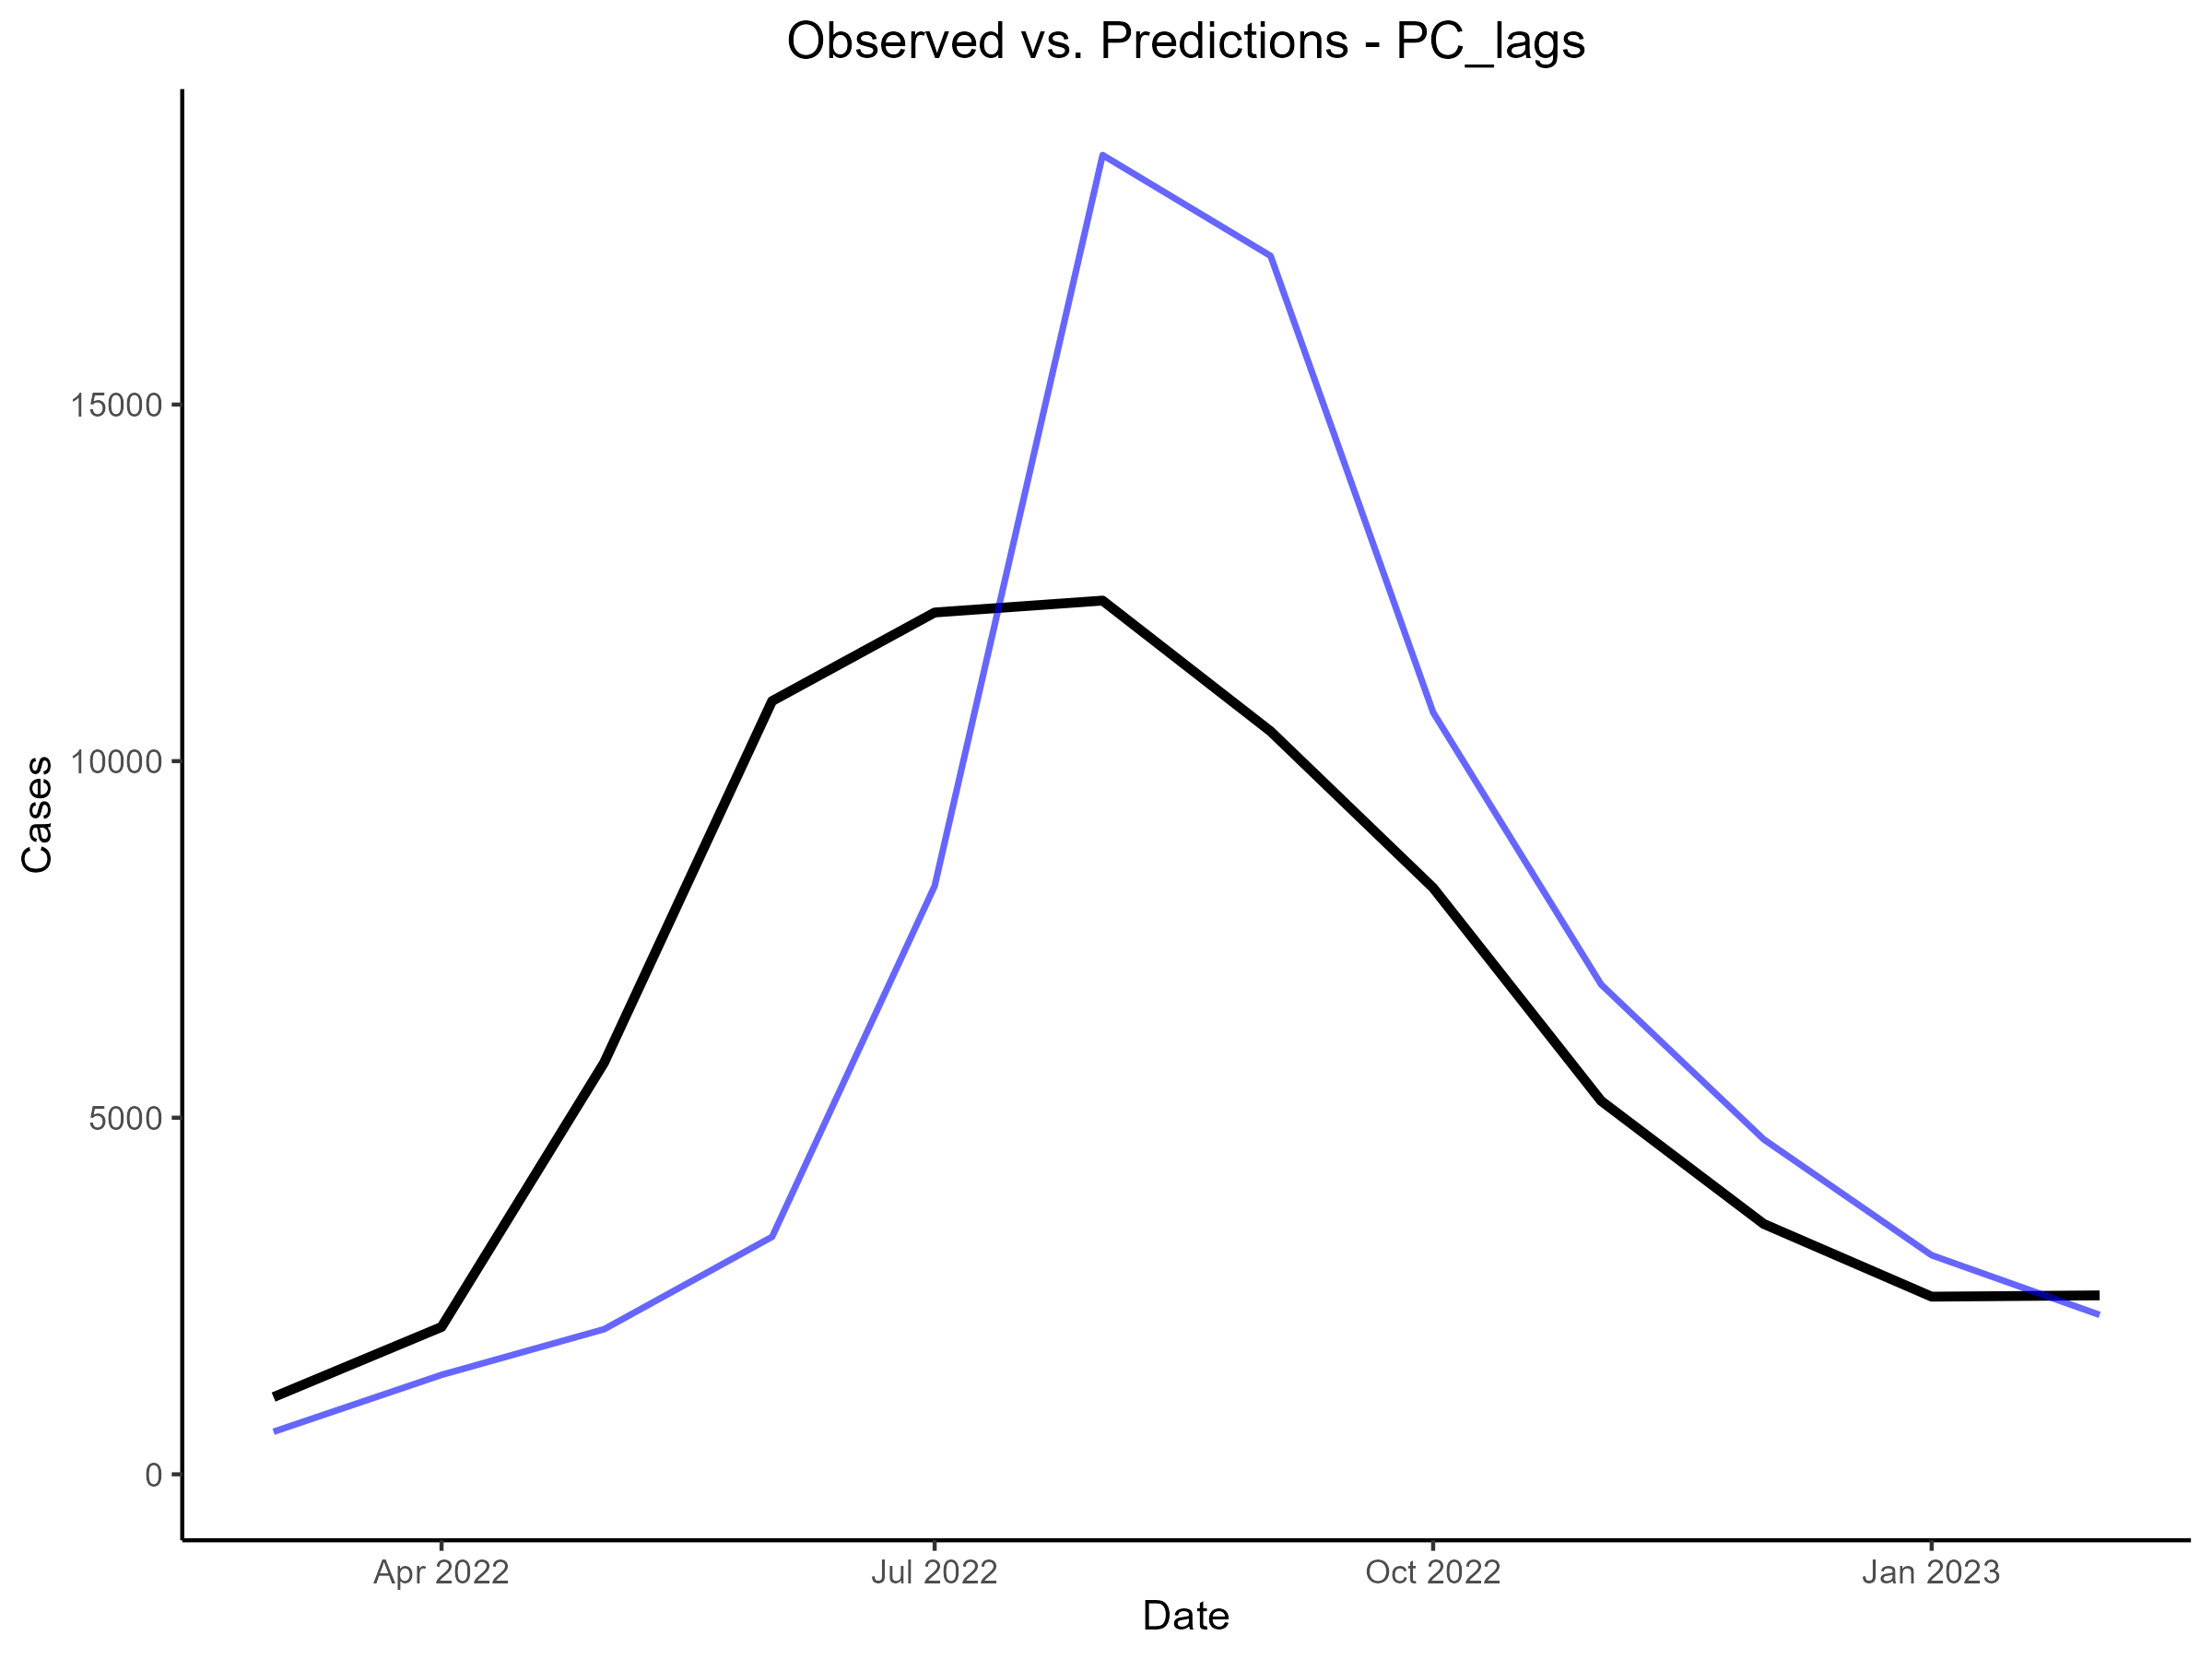 Observed vs. Predictions - PC_lags
15000
10000
5000
0
Cases
Apr 2022
Jul 2022
Oct 2022
Jan 2023
Date